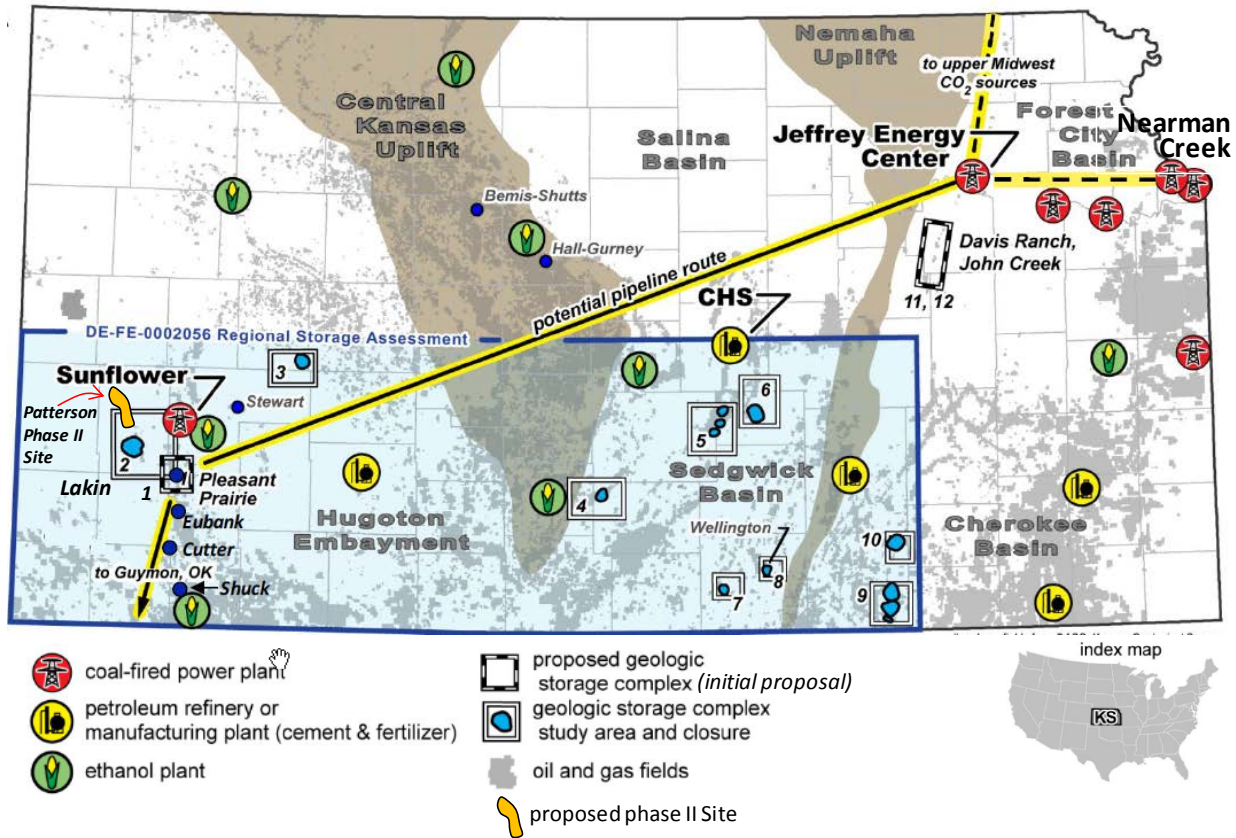 Nemaha
Uplift
to upper Midwest
CO2 sources
Central
Kansas
Uplift
Salina
Basin
Forest
City
Basin
Nearman
Creek
Jeffrey Energy
Center
Bemis-Shutts
Hall-Gurney
Davis Ranch,
John Creek
11, 12
potential pipeline route
CHS
DE-FE-0002056 Regional Storage Assessment
Sunflower
3
Patterson
Phase II
Site
Stewart
6
5
2
Lakin
1
Pleasant
Prairie
Sedgwick
Basin
4
Eubank
Hugoton
Embayment
Wellington
Cherokee
Basin
Cutter
10
to Guymon, OK
8
Shuck
7
9
coal-fired power plant
petroleum refinery or
manufacturing plant (cement & fertilizer)
ethanol plant
proposed geologic
storage complex (initial proposal)
geologic storage complex
study area and closure
oil and gas fields
proposed phase II Site
index map
KS